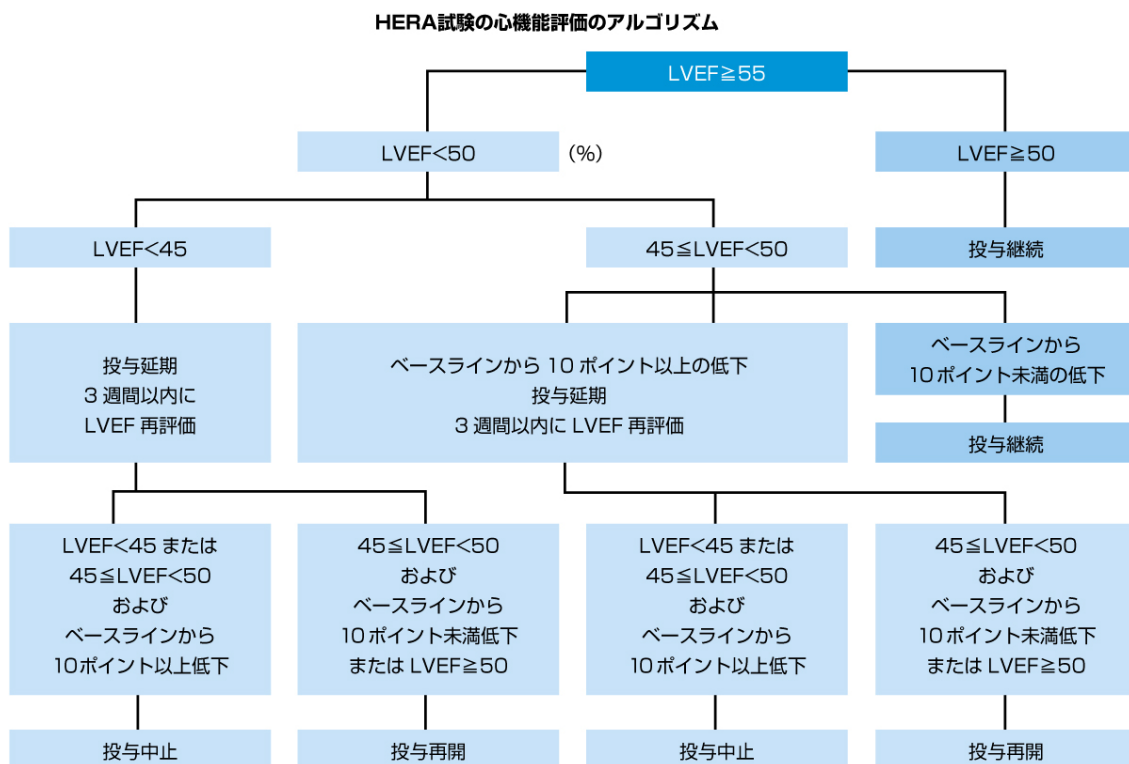 HERA試験の心機能評価のアルゴリズム
LVEF≧55
LVEF<50
(%)
LVEF≧50
LVEF<45
45≦LVEF<50
投与継続
投与延期
3週間以内に
LVEF 再評価
ベースラインから 10 ポイント以上の低下
投与延期
3 週間以内に LVEF 再評価
ベースラインから
10ポイント未満の低下
投与継続
LVEF<45 または
45≦LVEF<50
および
ベースラインから
10ポイント以上低下
45≦LVEF<50
および
ベースラインから
10ポイント未満低下
または LVEF≧50
LVEF<45 または
45≦LVEF<50
および
ベースラインから
10ポイント以上低下
45≦LVEF<50
および
ベースラインから
10ポイント未満低下
または LVEF≧50
投与中止
投与再開
投与中止
投与再開